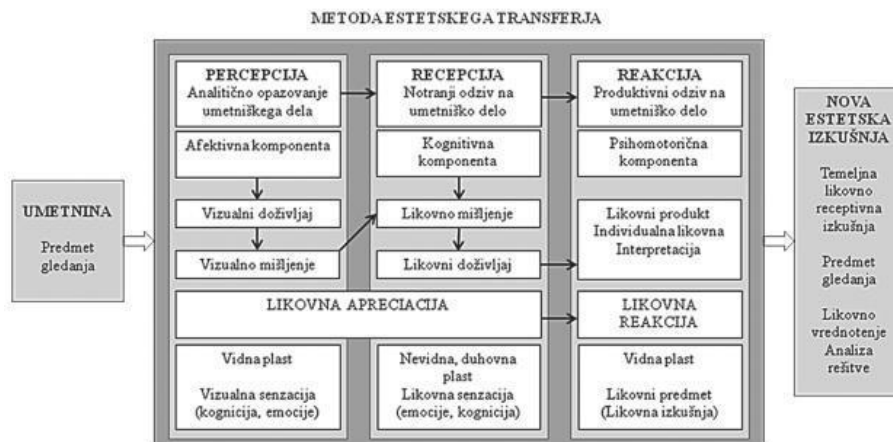 METODA ESTETSKEGA TRANSFERJA
UMETNINA
Predmet
gledanja
PERCEPCIJA
Analitično opazovanje
umetniškega dela
Afektivna komponenta
Vizualni doživljaj
Vizualno mišljenje
RECEPCIJA
Notranji odziv na
umetniško delo
Kognitivna
komponenta
Likovno mišljenje
Likovni doživljaj
REAKCIJA
Produktivni odziv na
umetniško delo
Psihomotorična
komponenta
Likovni produkt
Individualna likovna
Interpretacija
LIKOVNA APRECIACIJA
LIKOVNA
REAKCIJA
Vidna plast
Vizualna senzacija
(kognicija, emocije)
Nevidna, duhovna
plast
Likovna senzacija
(emocije, kognicija)
Vidna plast
Likovni predmet
(Likovna izkušnja)
NOVA
ESTETSKA
IZKUŠNJA
Temeljna
likovno
receptivna
izkušnja
Predmet
gledanja
Likovno
vrednotenje
Analiza
rešitve